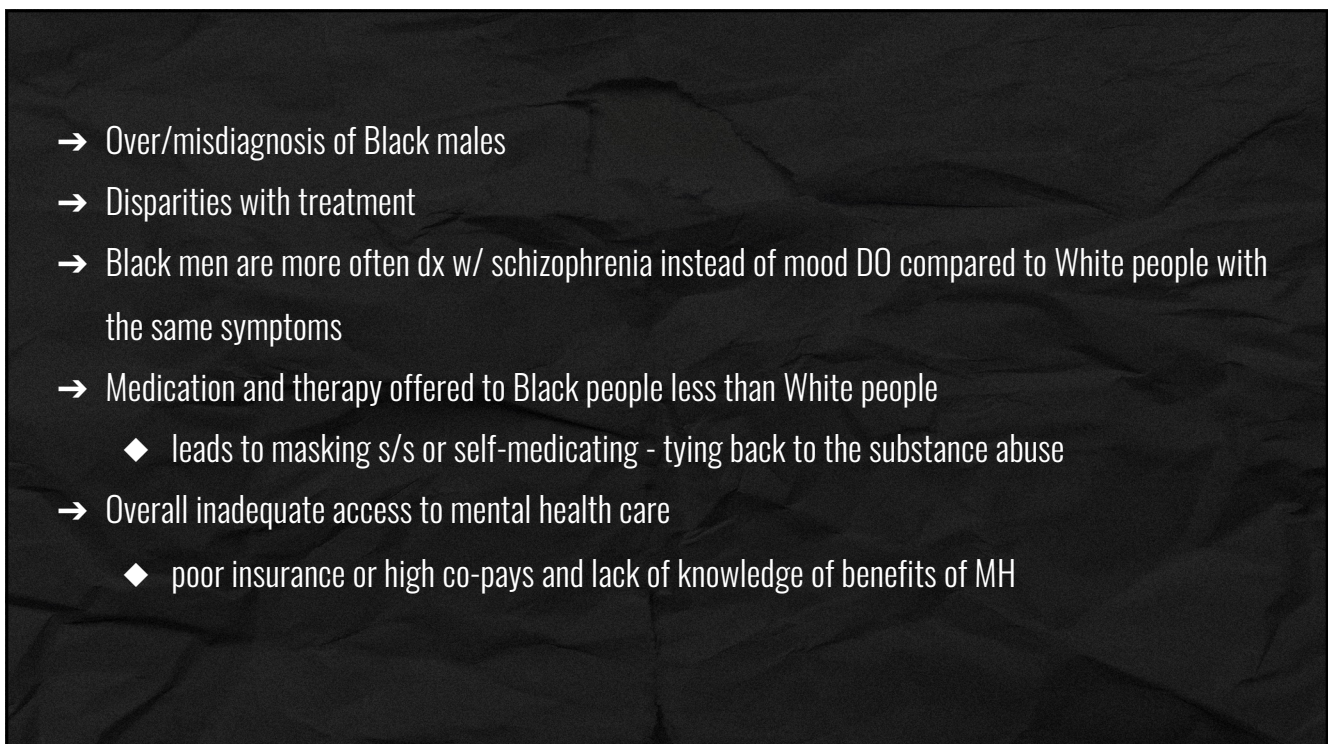 ➔ Over/misdiagnosis of Black males
➔ Disparities with treatment
➔ Black men are more often dx w/ schizophrenia instead of mood DO compared to White people with
the same symptoms
➔ Medication and therapy offered to Black people less than White people
◆ leads to masking s/s or self-medicating - tying back to the substance abuse
➔ Overall inadequate access to mental health care
◆ poor insurance or high co-pays and lack of knowledge of benefits of MH